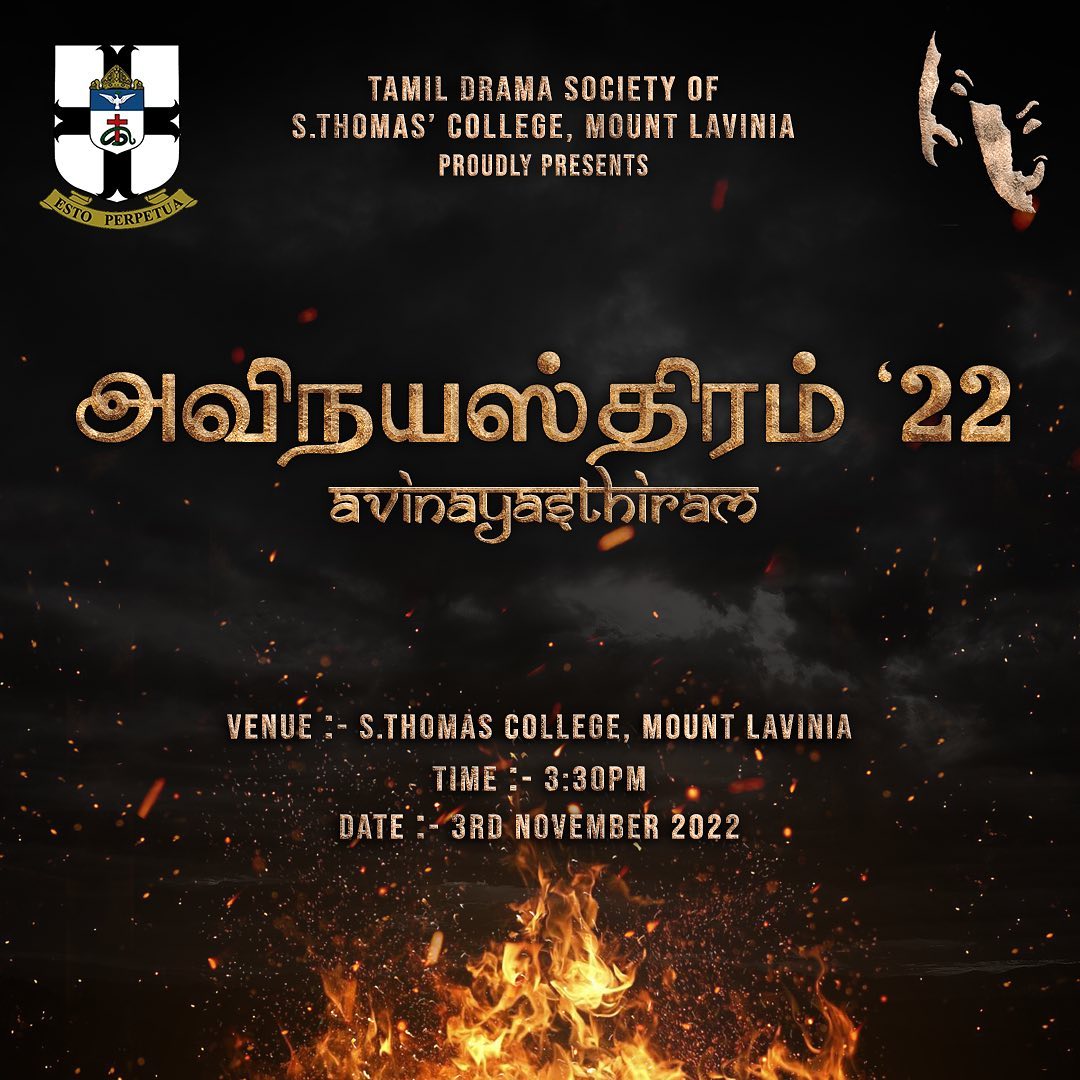 TAMIL DRAMA SOCIETY OF
S.THOMAS' COLLEGE, MOUNT LAVINIA
PROUDLY PRESENTS
ESTO PERPETUA
அவிநயஸ்திரம் ‘22
avinayasthiram
VENUE :- S.THOMAS COLLEGE, MOUNT LAVINIA
TIME :- 3:30PM
DATE :- 3RD NOVEMBER 2022